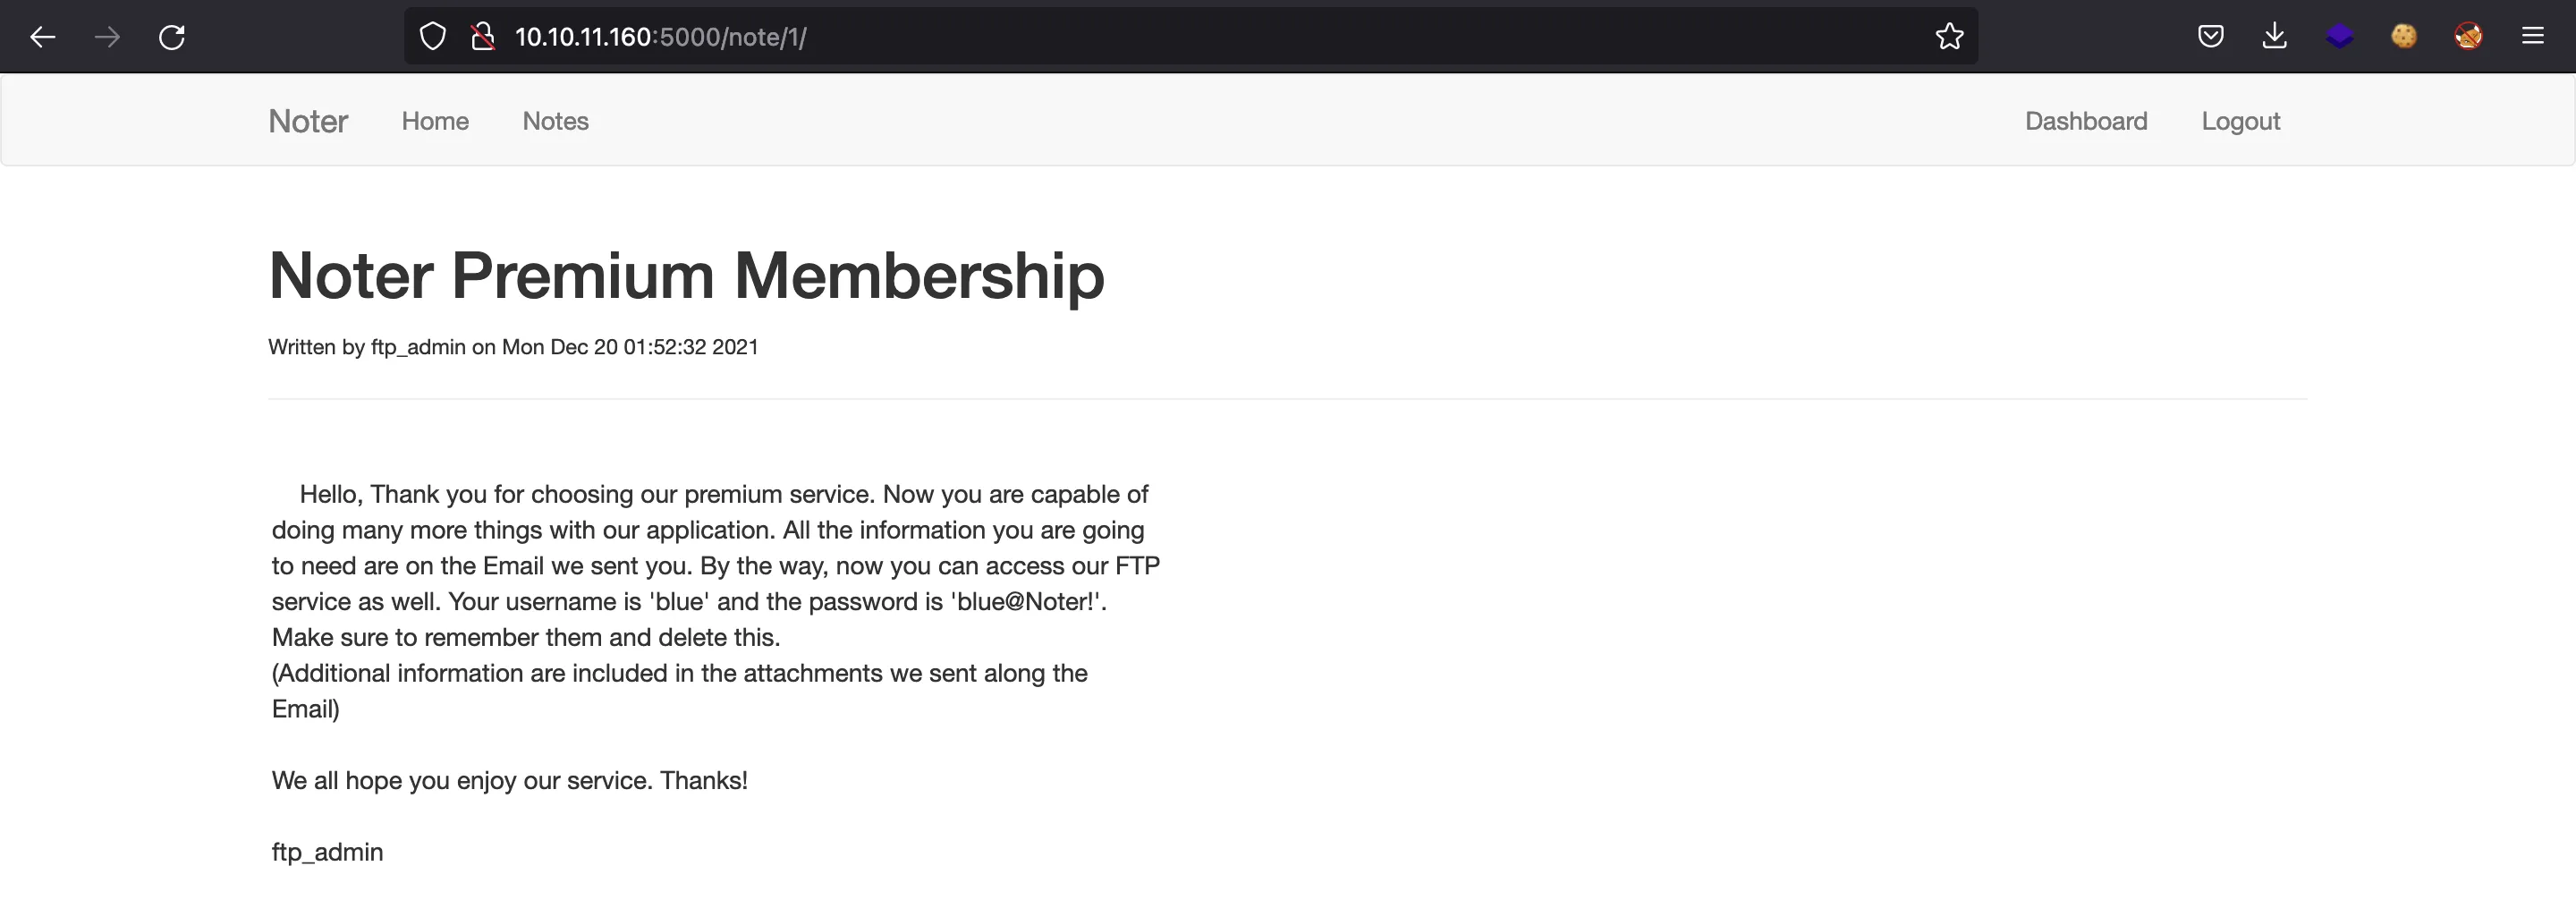 10.10.11.160:5000/note/1/
Noter Home Notes Dashboard Logout
Noter Premium Membership
Written by ftp_admin on Mon Dec 20 01:52:32 2021
Hello, Thank you for choosing our premium service. Now you are capable of
doing many more things with our application. All the information you are going
to need are on the Email we sent you. By the way, now you can access our FTP
service as well. Your username is 'blue' and the password is 'blue@Noter!'.
Make sure to remember them and delete this.
(Additional information are included in the attachments we sent along the
Email)
We all hope you enjoy our service. Thanks!
ftp_admin